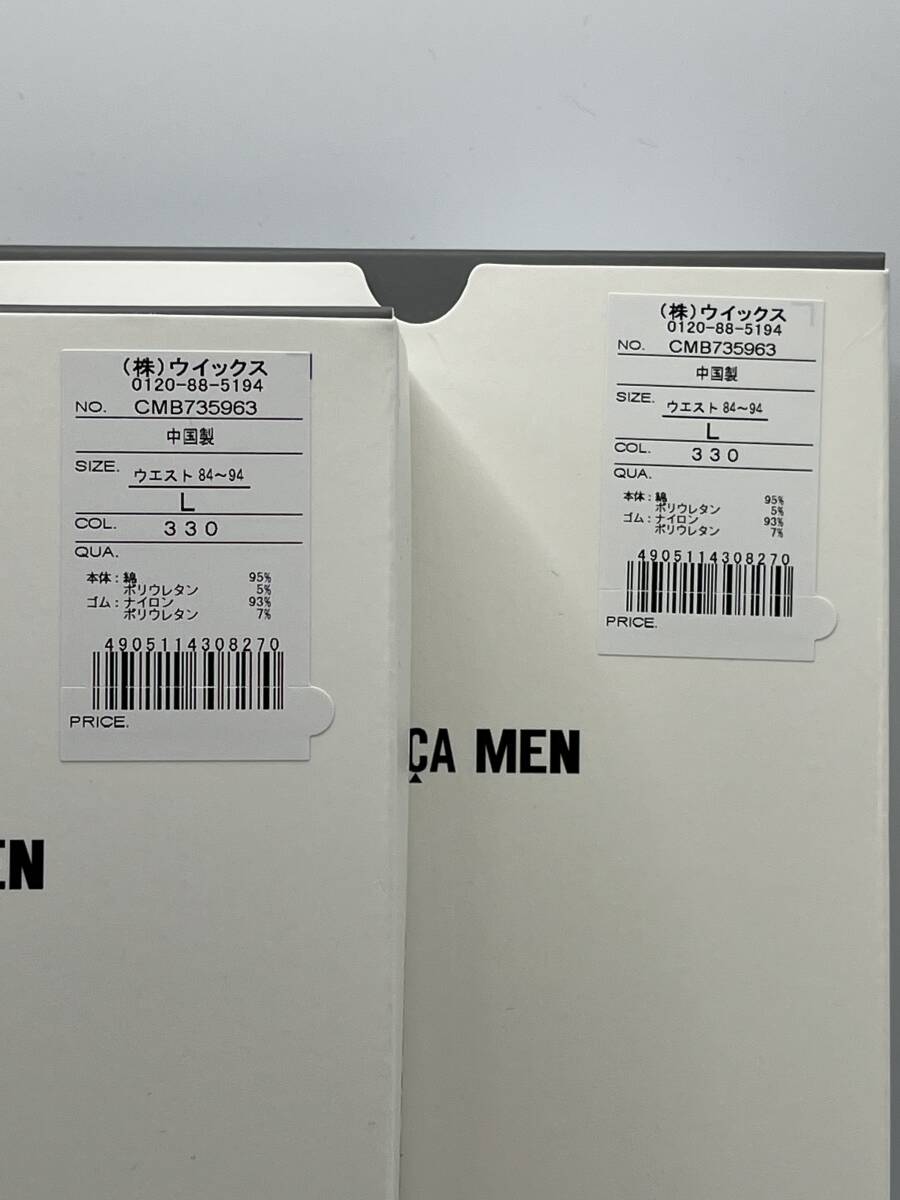 (株)ウイックス
0120-88-5194
NO. CMB735963
中国製
SIZE. ウエスト 84〜94
L
COL. 330
QUA.
本体:綿 95%
ポリウレタン 5%
ゴム:ナイロン 93%
ポリウレタン 7%
4905114308270
PRICE.
EN
(株)ウイックス
0120-88-5194
NO. CMB735963
中国製
SIZE. ウエスト 84〜94
L
COL. 330
QUA.
本体:綿 95%
ポリウレタン 5%
ゴム:ナイロン 93%
ポリウレタン 7%
4905114308270
PRICE.
ÇA MEN